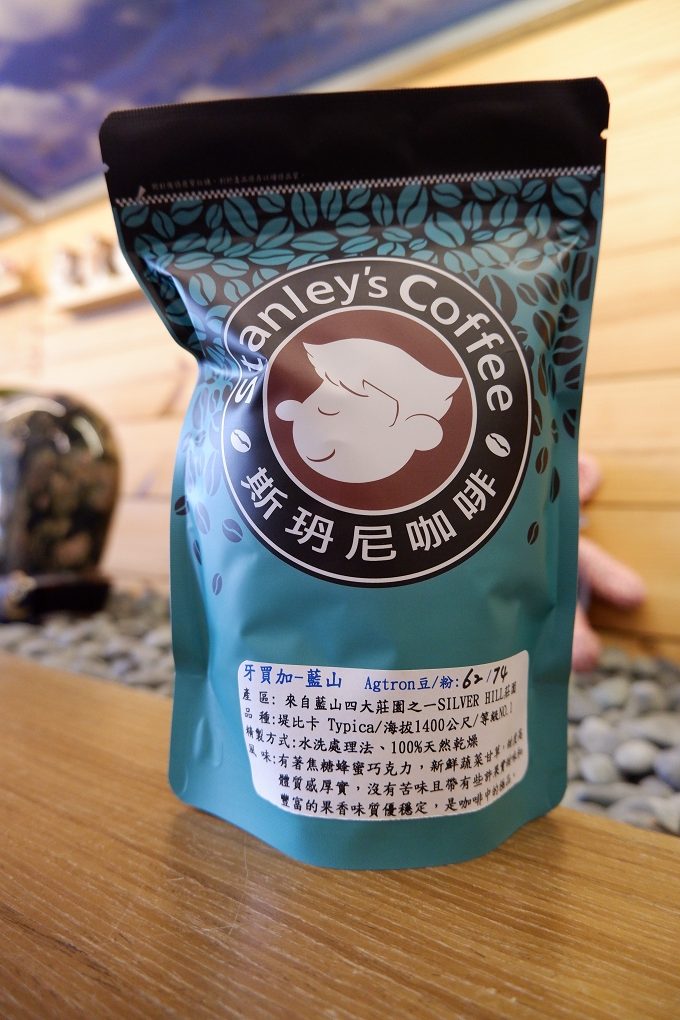 Stanley's Coffee
斯玥尼咖啡
牙買加-藍山 Agtron豆/粉:62/74
產 區: 來自藍山四大莊園之一SILVER HILL莊園
品 種:堤比卡 Typica/海拔1400公尺/等級NO.1
精製方式:水洗處理法、100%天然乾燥
風 味:有著焦糖蜂蜜巧克力，新鮮蔬菜甘草,
體質感厚實，沒有苦味且帶有些許
豐富的果香味質優穩定，是咖啡中的極品。